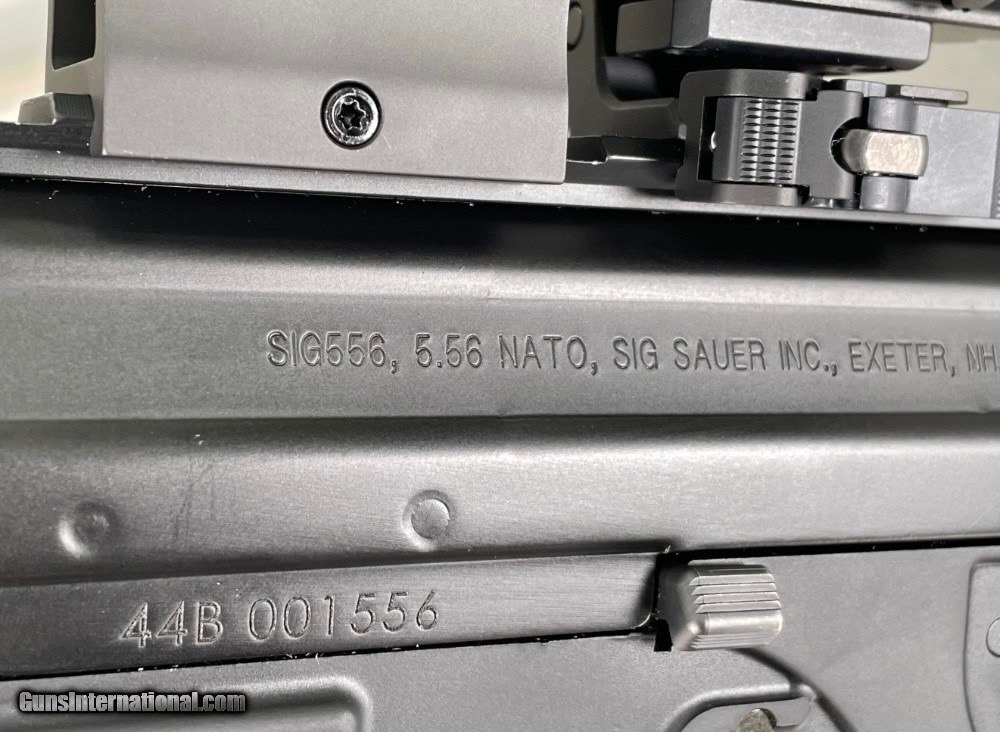 SIG556, 5.56 NATO, SIG SAUER INC., EXETER, NH.
44B 001556
GunsInternational.com